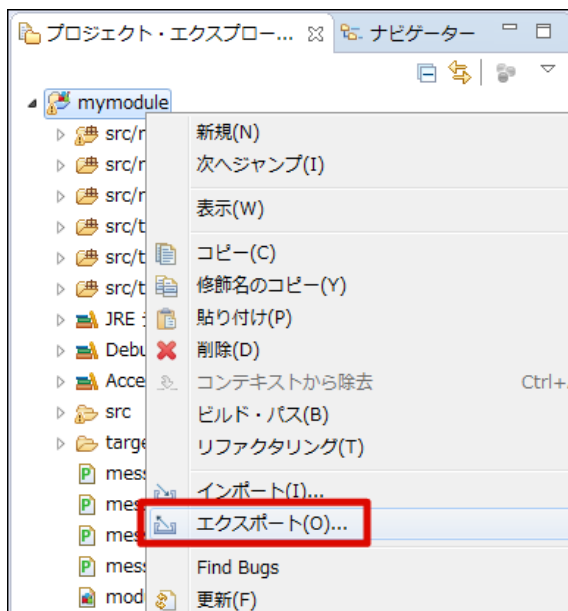 プロジェクト・エクスプロー... ナビゲーター
mymodule
src/r
src/r
src/r
src/t
src/t
src/t
JRE
Debu
Acce
src
targe
mess
mes
mes
mess
mod
新規(N)
次へジャンプ(I)
表示(W)
コピー(C)
修飾名のコピー(Y)
貼り付け(P)
削除(D)
コンテキストから除去 Ctrl+
ビルド・パス(B)
リファクタリング(T)
インポート(I)...
エクスポート(O)...
Find Bugs
更新(F)